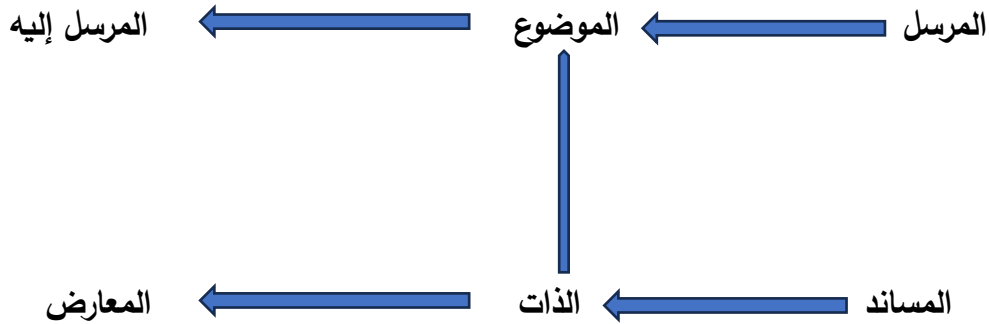 المرسل الموضوع المرسل إليه
المساند الذات المعارض